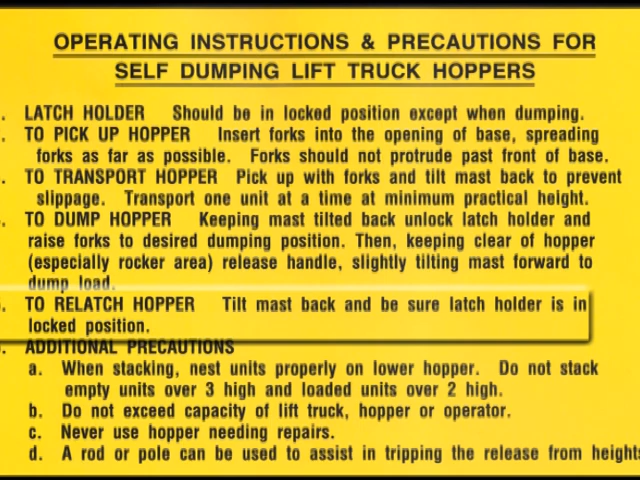 OPERATING INSTRUCTIONS & PRECAUTIONS FOR
SELF DUMPING LIFT TRUCK HOPPERS
. LATCH HOLDER Should be in locked position except when dumping.
. TO PICK UP HOPPER Insert forks into the opening of base, spreading
forks as far as possible. Forks should not protrude past front of base.
. TO TRANSPORT HOPPER Pick up with forks and tilt mast back to prevent
slippage. Transport one unit at a time at minimum practical height.
. TO DUMP HOPPER Keeping mast tilted back unlock latch holder and
raise forks to desired dumping position. Then, keeping clear of hopper
(especially rocker area) release handle, slightly tilting mast forward to
dump load.
. TO RELATCH HOPPER Tilt mast back and be sure latch holder is in
locked position.
. ADDITIONAL PRECAUTIONS
a. When stacking, nest units properly on lower hopper. Do not stack
empty units over 3 high and loaded units over 2 high.
b. Do not exceed capacity of lift truck, hopper or operator.
c. Never use hopper needing repairs.
d. A rod or pole can be used to assist in tripping the release from heights